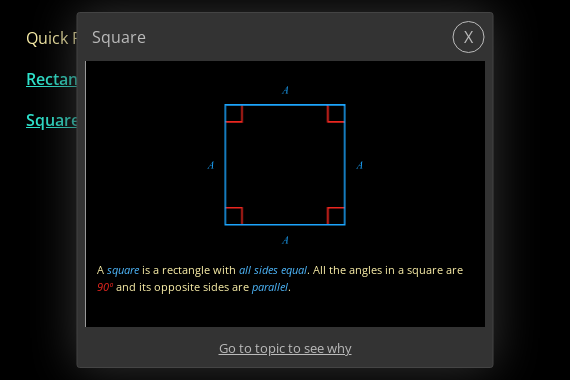 Square
X
Quick
Rectan
Square
A
A
A
A
A square is a rectangle with all sides equal. All the angles in a square are
90º and its opposite sides are parallel.
Go to topic to see why